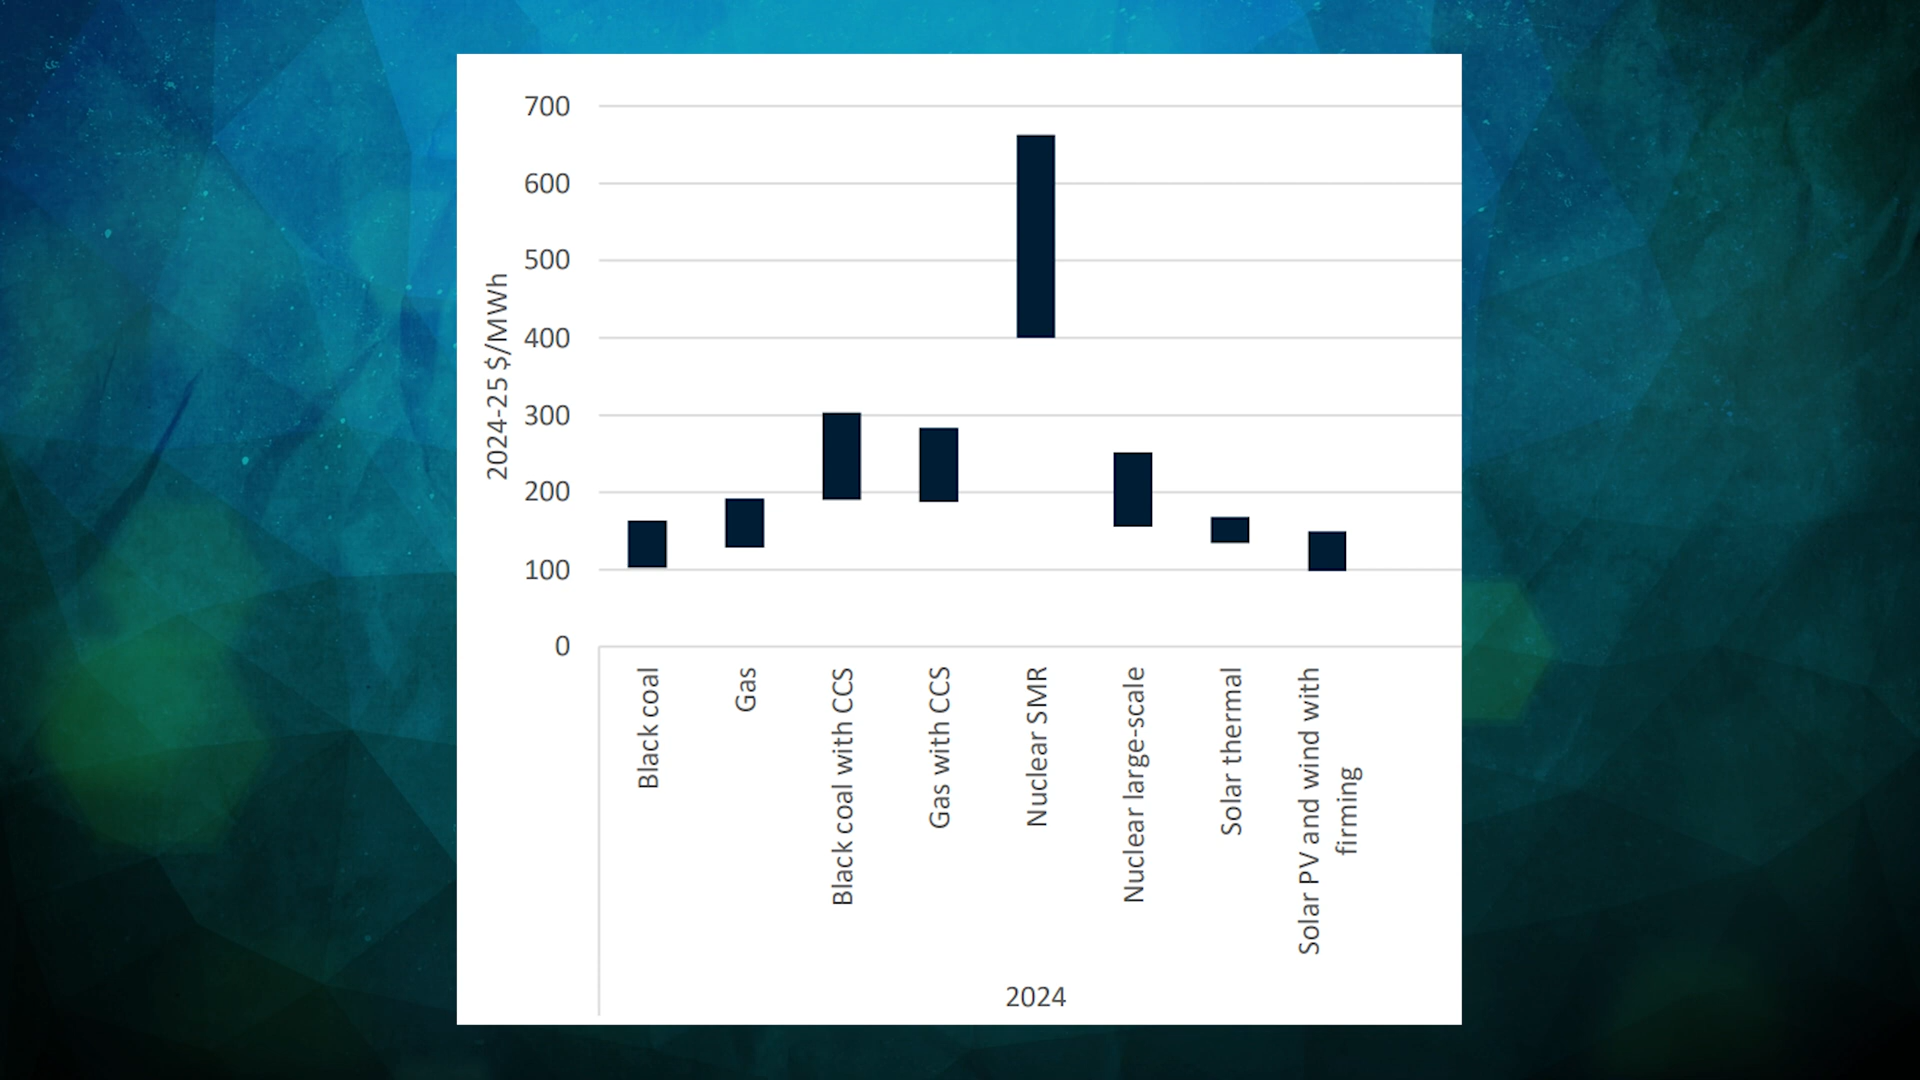 700
600
500
400
300
200
100
0
2024-25 $/MWh
Black coal
Gas
Black coal with CCS
Gas with CCS
Nuclear SMR
Nuclear large-scale
Solar thermal
Solar PV and wind with
firming
2024